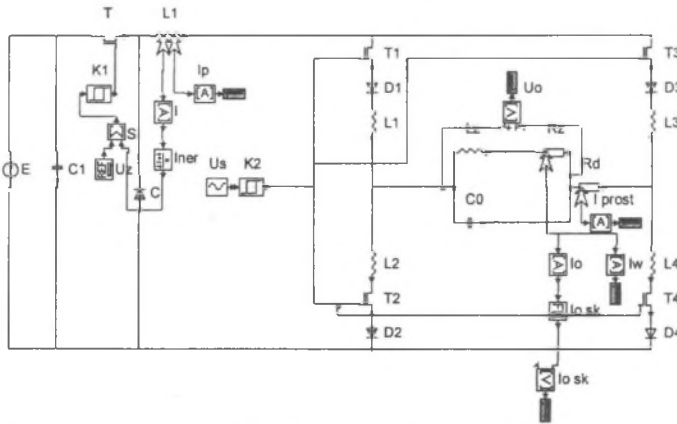 T
L1
T1
T3
K1
Ip
Uo
D1
D3
I
S
L1
Lz
Rz
L3
Us
K2
Iner
Rd
E
C1
Uz
C
C0
I prost
L2
Io
Iw
L4
T2
Io sk
T4
D2
D4
Io sk